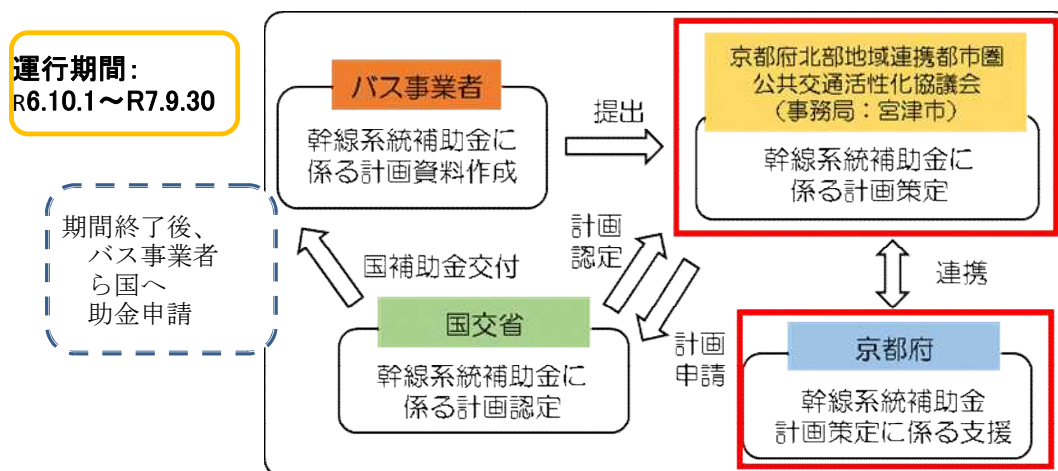 運行期間：
R6.10.1～R7.9.30
期間終了後、
バス事業者
ら国へ
助金申請
バス事業者
幹線系統補助金に
係る計画資料作成
提出
京都府北部地域連携都市圏
公共交通活性化協議会
（事務局：宮津市）
幹線系統補助金に
係る計画策定
国補助金交付
計画
認定
計画
申請
連携
国交省
幹線系統補助金に
係る計画認定
京都府
幹線系統補助金
計画策定に係る支援